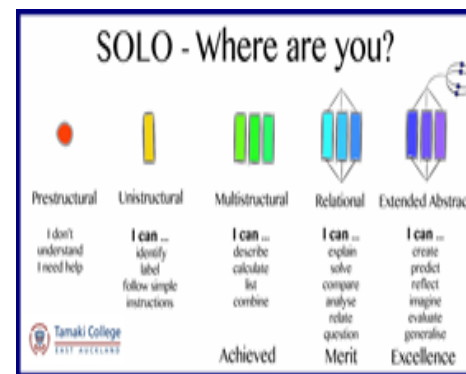 SOLO - Where are you?
Prestructural
I don't
understand
I need help
Unistructural
I can ...
identify
label
follow simple
instructions
Multistructural
I can ...
describe
calculate
list
combine
Achieved
Relational
I can ...
explain
solve
compare
analyse
relate
question
Merit
Extended Abstrac
I can ...
create
predict
reflect
imagine
evaluate
generalise
Excellence
Tamaki College
EAST AUCKLAND